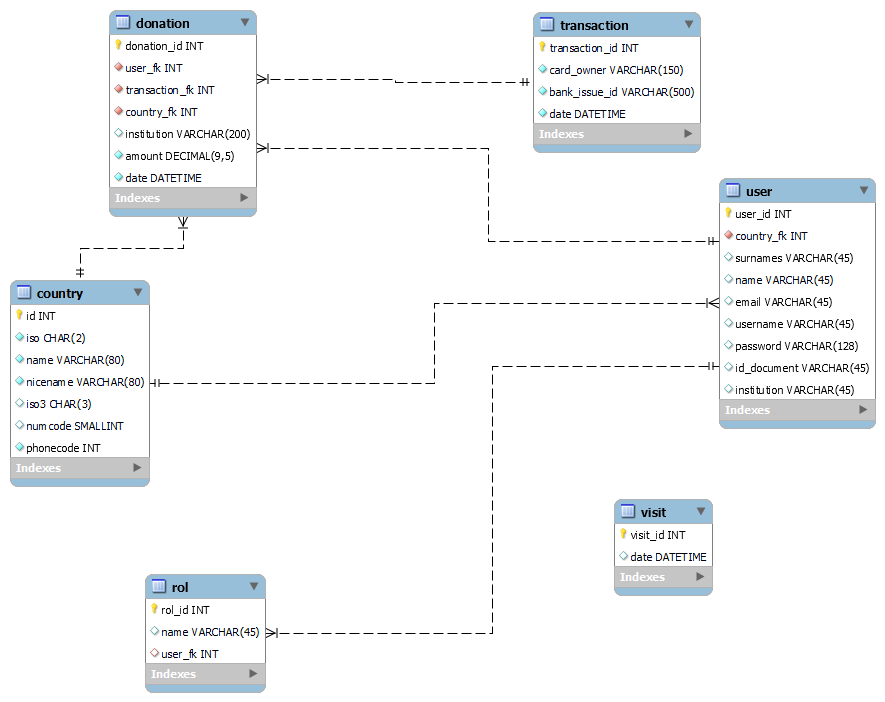 donation
donation_id INT
user_fk INT
transaction_fk INT
country_fk INT
institution VARCHAR(200)
amount DECIMAL(9,5)
date DATETIME
Indexes
transaction
transaction_id INT
card_owner VARCHAR(150)
bank_issue_id VARCHAR(500)
date DATETIME
Indexes
user
user_id INT
country_fk INT
surnames VARCHAR(45)
name VARCHAR(45)
email VARCHAR(45)
username VARCHAR(45)
password VARCHAR(128)
id_document VARCHAR(45)
institution VARCHAR(45)
Indexes
country
id INT
iso CHAR(2)
name VARCHAR(80)
nicename VARCHAR(80)
iso3 CHAR(3)
numcode SMALLINT
phonecode INT
Indexes
visit
visit_id INT
date DATETIME
Indexes
rol
rol_id INT
name VARCHAR(45)
user_fk INT
Indexes